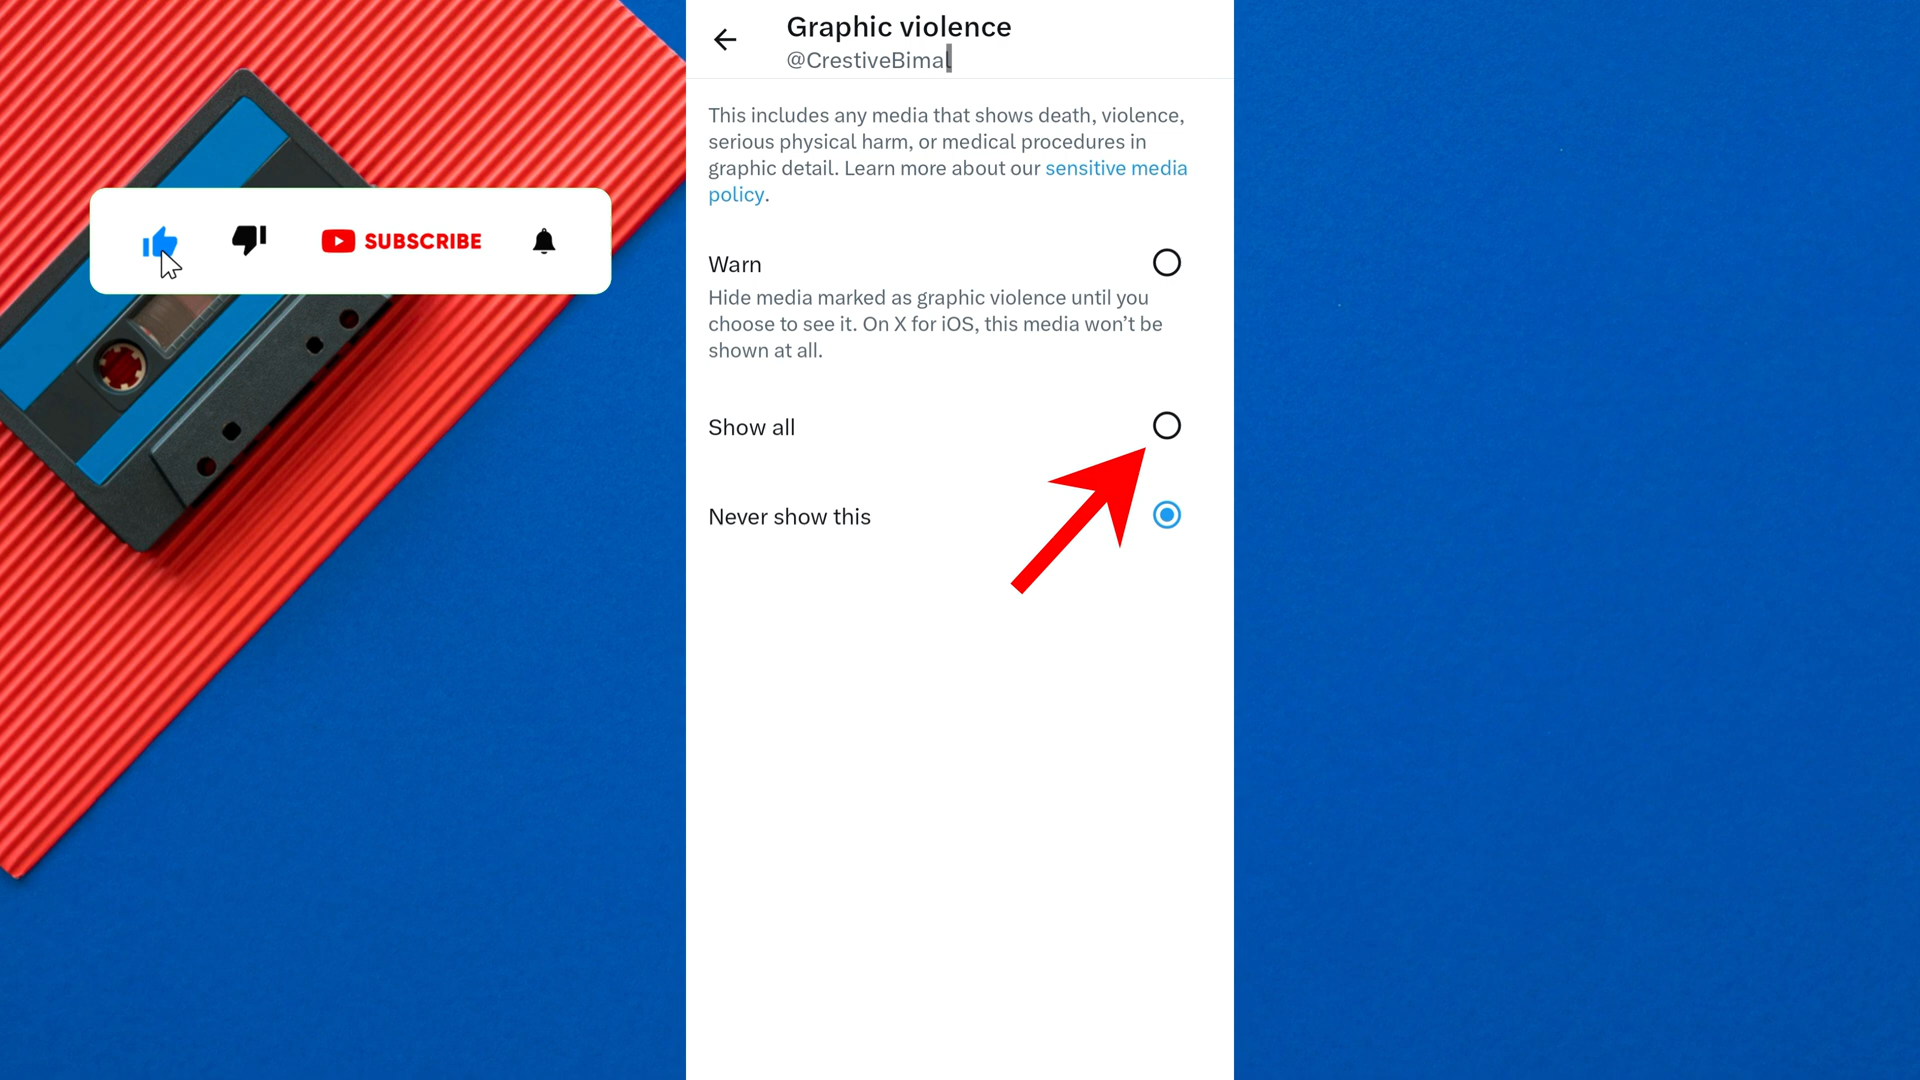 Graphic violence
@CrestiveBimal
This includes any media that shows death, violence,
serious physical harm, or medical procedures in
graphic detail. Learn more about our sensitive media
policy.
SUBSCRIBE
Warn
Hide media marked as graphic violence until you
choose to see it. On X for iOS, this media won’t be
shown at all.
Show all
Never show this